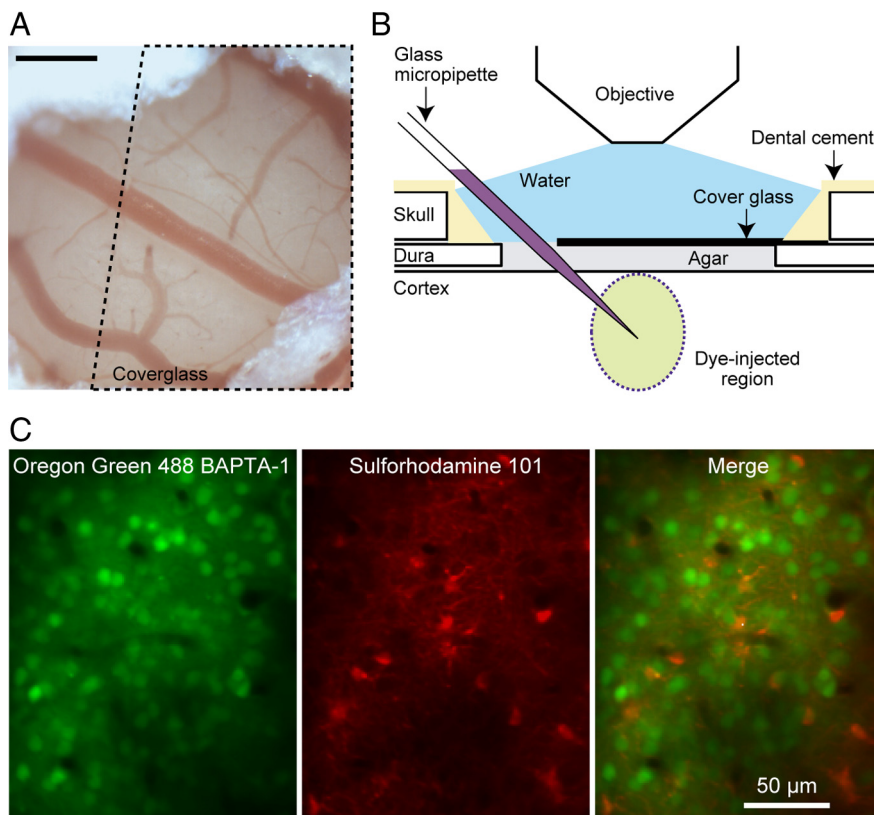 A
Coverglass
B
Glass
micropipette
Objective
Dental cement
Water
Cover glass
Skull
Dura
Agar
Cortex
Dye-injected
region
C
Oregon Green 488 BAPTA-1
Sulforhodamine 101
Merge
50 μm